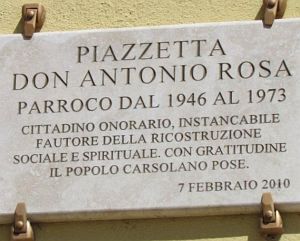 PIAZZETTA
DON ANTONIO ROSA
PARROCO DAL 1946 AL 1973
CITTADINO ONORARIO, INSTANCABILE
FAUTORE DELLA RICOSTRUZIONE
SOCIALE E SPIRITUALE. CON GRATITUDINE
IL POPOLO CARSOLANO POSE.
7 FEBBRAIO 2010